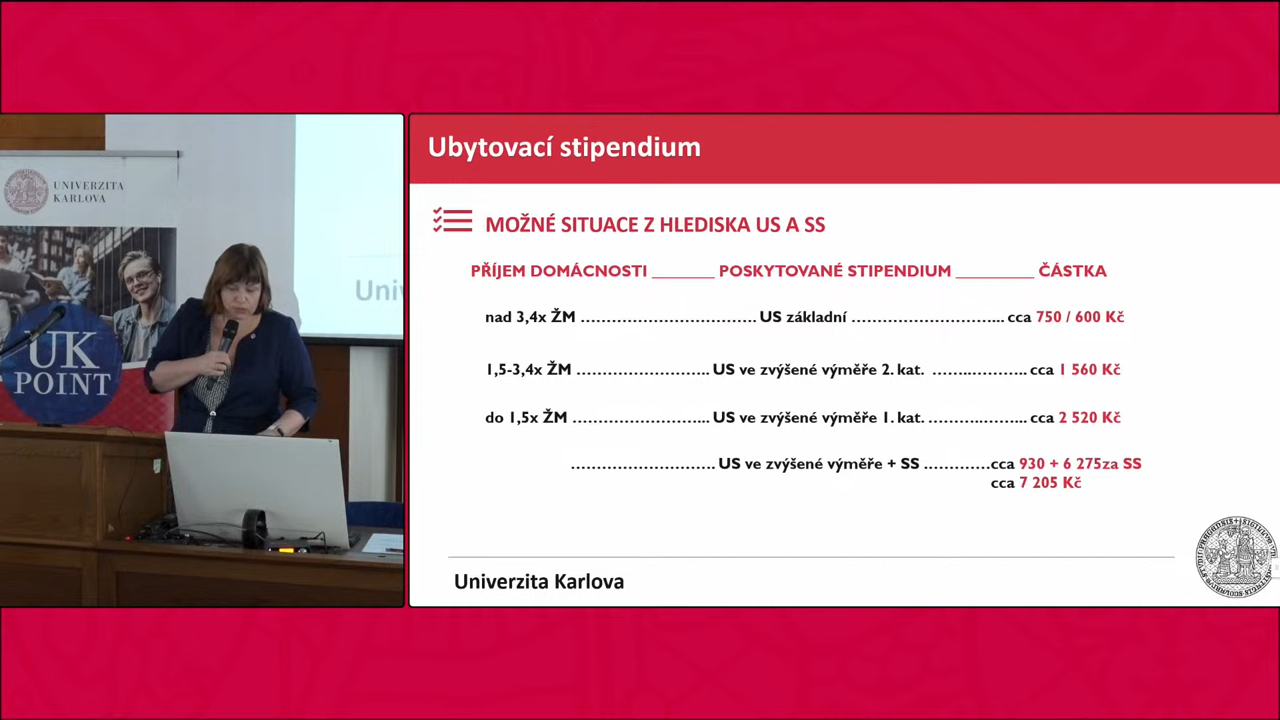 UNIVERZITA
KARLOVA
UK
POINT
Uni
Ubytovací stipendium
MOŽNÉ SITUACE Z HLEDISKA US A SS
PŘÍJEM DOMÁCNOSTI _______ POSKYTOVANÉ STIPENDIUM _________ ČÁSTKA
nad 3,4x ŽM ……………………………. US základní ………………………... cca 750 / 600 Kč
1,5-3,4x ŽM …………………….. US ve zvýšené výměře 2. kat. ……..……….. cca 1 560 Kč
do 1,5x ŽM ……………………... US ve zvýšené výměře 1. kat. ………..……... cca 2 520 Kč
………………………. US ve zvýšené výměře + SS …………cca 930 + 6 275za SS
cca 7 205 Kč
Univerzita Karlova